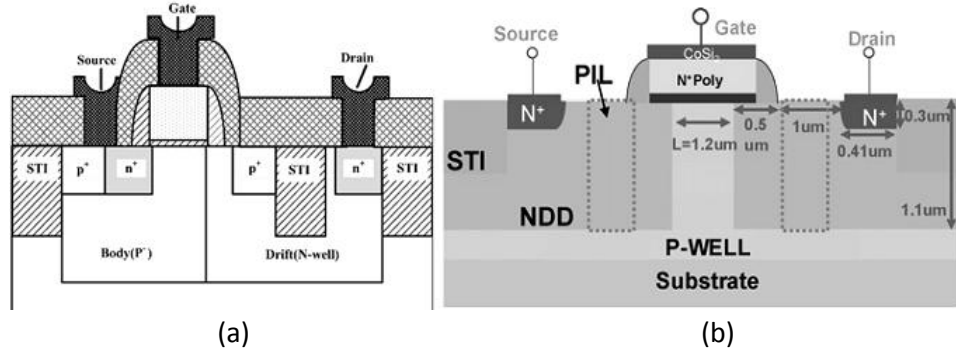 Gate
Source
Drain
STI
p+
n+
p+
STI
n+
STI
Body(P-)
Drift(N-well)
(a)
Gate
Source
Drain
CoSi2
PIL
N+Poly
N+
N+
0.3um
0.5
um
1um
L=1.2um
0.41um
STI
NDD
1.1um
P-WELL
Substrate
(b)